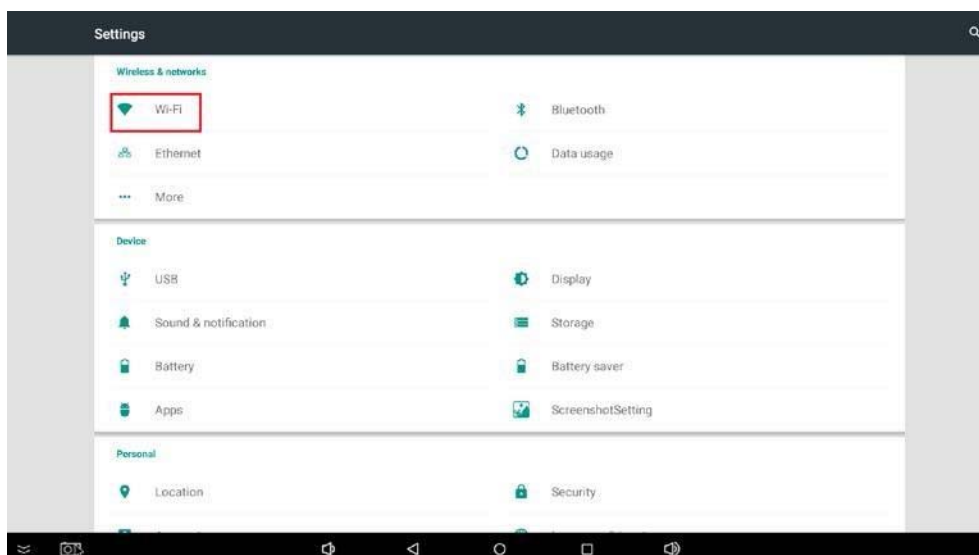 Settings
Wireless & networks
Wi-Fi
Bluetooth
Ethernet
Data usage
More
Device
USB
Display
Sound & notification
Storage
Battery
Battery saver
Apps
ScreenshotSetting
Personal
Location
Security